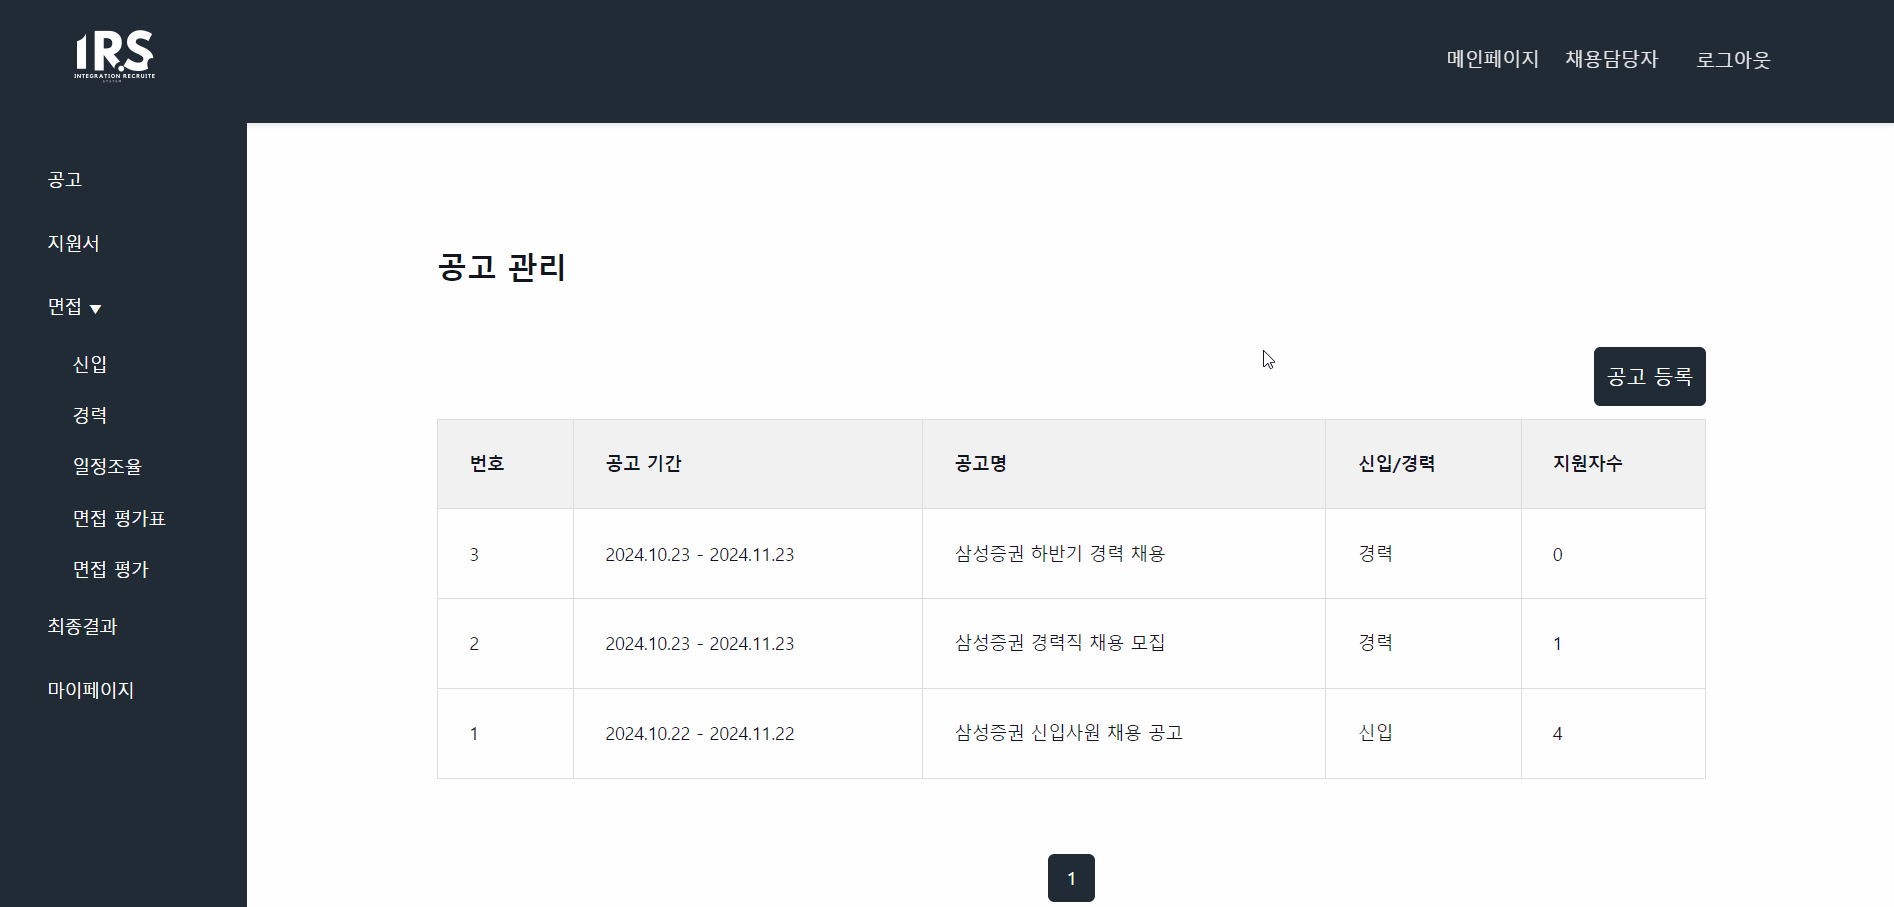 1R.S
INTEGRATION RECRUITE
SYSTEM
메인페이지 채용담당자 로그아웃
공고
지원서
면접 ▼
신입
경력
일정조율
면접 평가표
면접 평가
최종결과
마이페이지
공고 관리
공고 등록
번호 공고 기간 공고명 신입/경력 지원자수
3 2024.10.23 - 2024.11.23 삼성증권 하반기 경력 채용 경력 0
2 2024.10.23 - 2024.11.23 삼성증권 경력직 채용 모집 경력 1
1 2024.10.22 - 2024.11.22 삼성증권 신입사원 채용 공고 신입 4
1